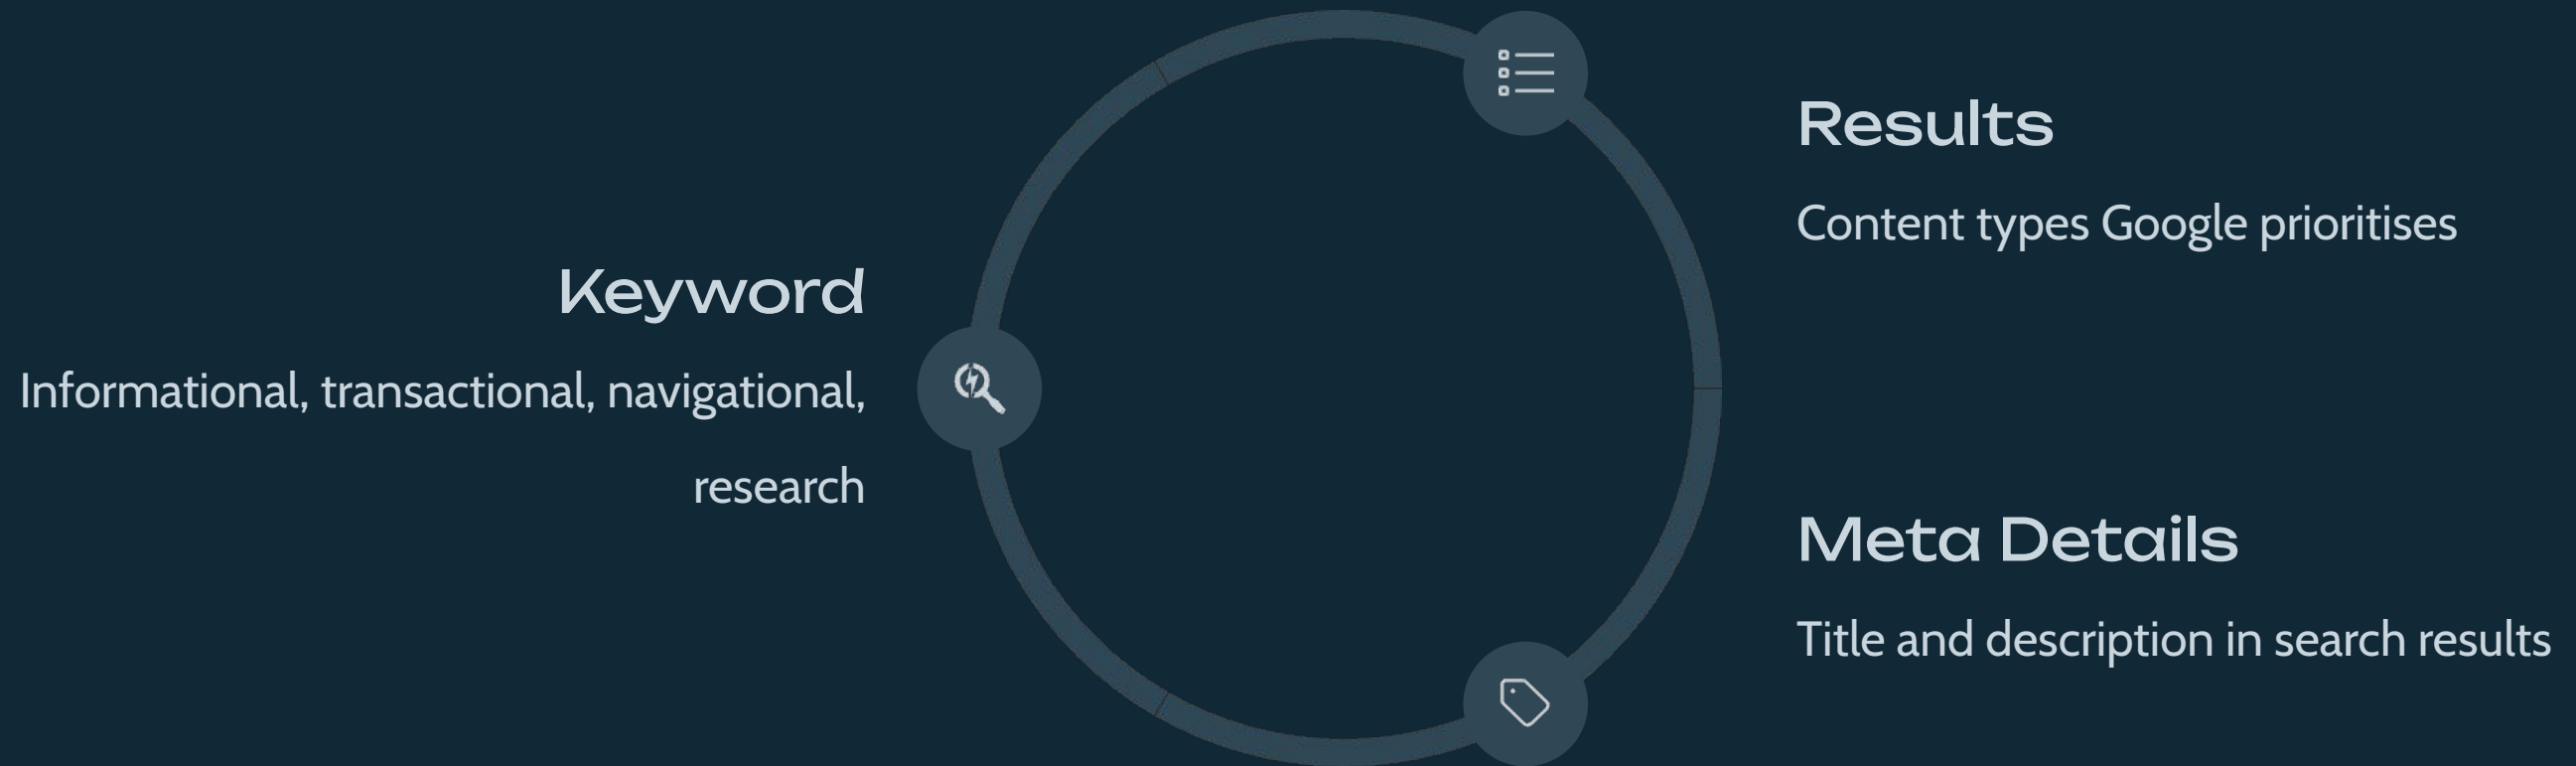 Keyword
Informational, transactional, navigational,
research
Results
Content types Google prioritises
Meta Details
Title and description in search results